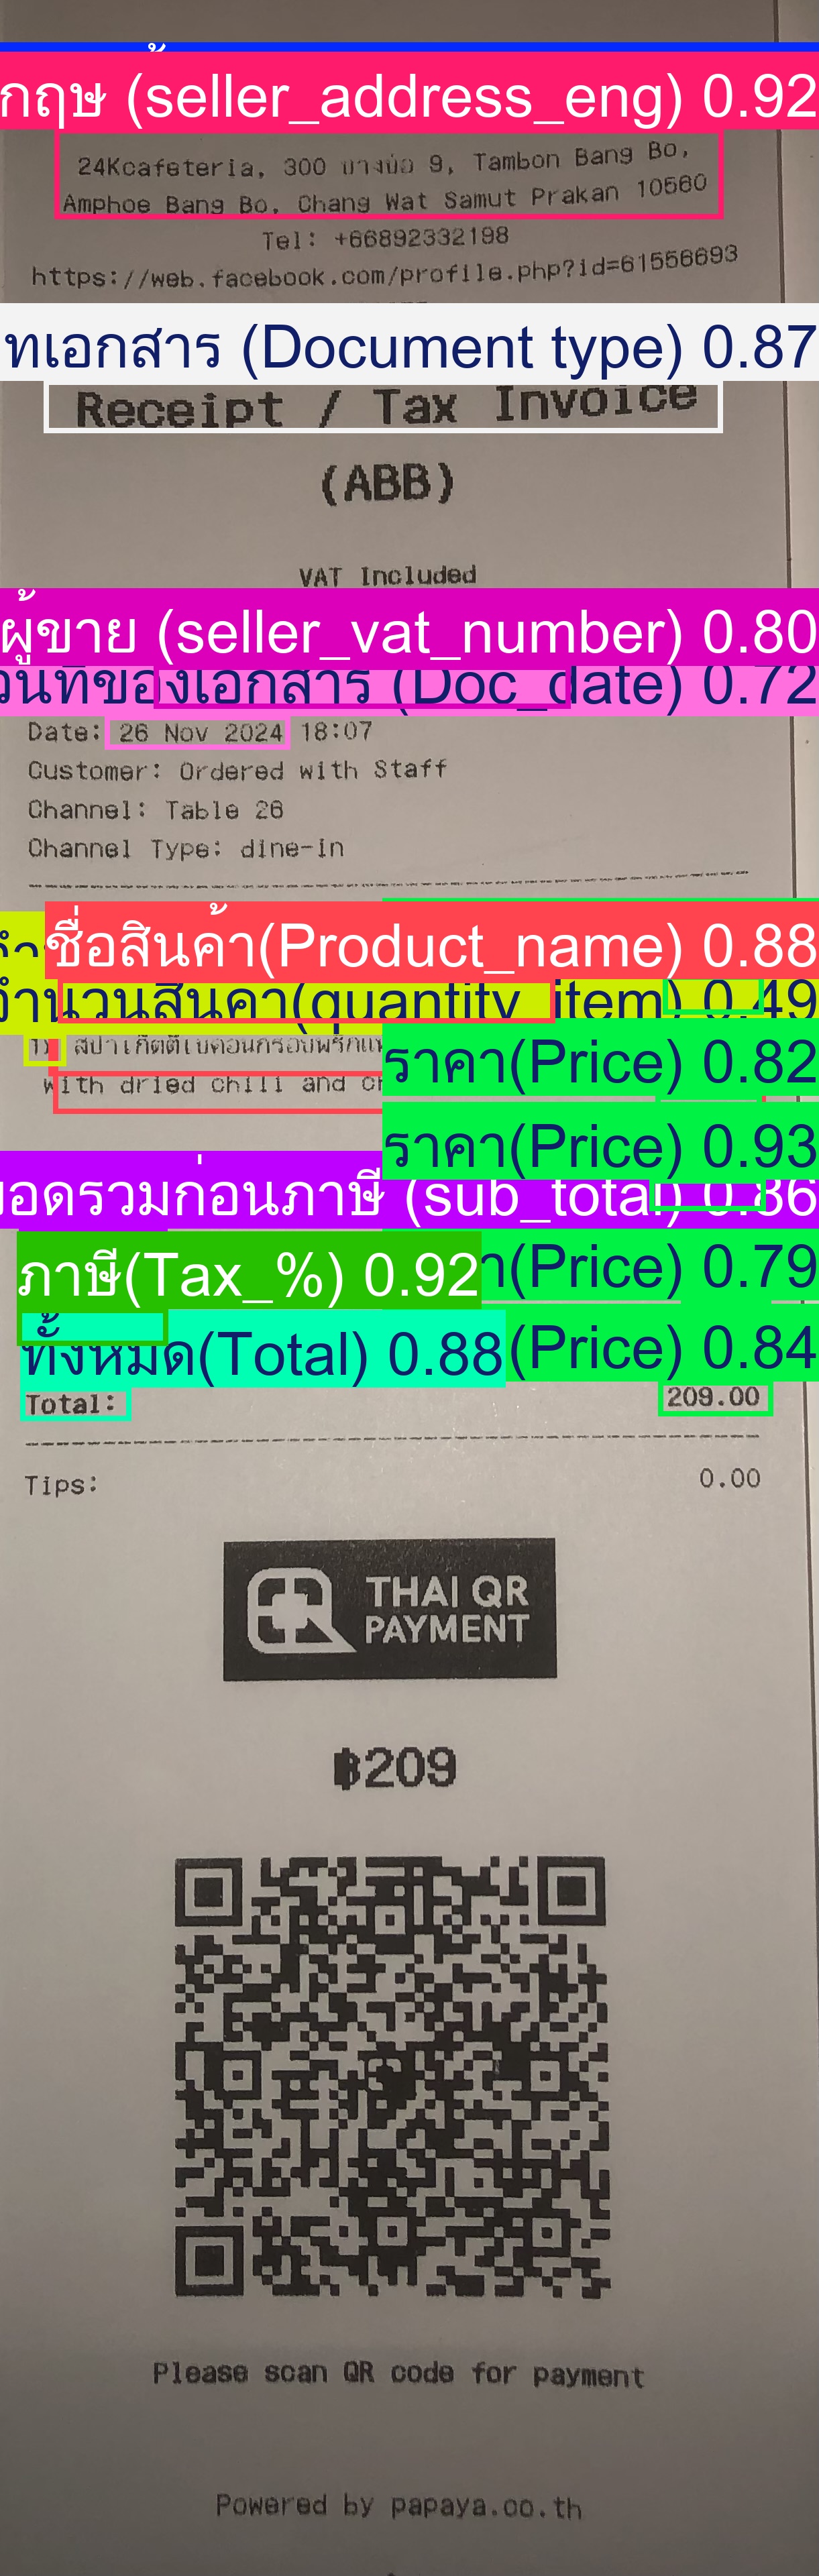 กฤษ (seller_address_eng) 0.92
24Kcafeteria, 300 บางบ่อ 9, Tambon Bang Bo,
Amphoe Bang Bo, Chang Wat Samut Prakan 10560
Tel: +66892332198
https://web.facebook.com/profile.php?id=61556693
ทเอกสาร (Document type) 0.87
Receipt / Tax Invoice
(ABB)
VAT Included
ผู้ขาย (seller_vat_number) 0.80
วันที่ของเอกสาร (Doc_date) 0.72
Date: 26 Nov 2024 18:07
Customer: Ordered with Staff
Channel: Table 26
Channel Type: dine-in
ชื่อสินค้า(Product_name) 0.88
จำนวนสินค้า(quantity_item) 0.49
1x สปาเก็ตตี้เบคอนกรอบพริกแห
with dried chili and
ราคา(Price) 0.82
ราคา(Price) 0.93
ยอดรวมก่อนภาษี (sub_total) 0.86
ภาษี(Tax_%) 0.92 า(Price) 0.79
ทั้งหมด(Total) 0.88 (Price) 0.84
Total: 209.00
Tips: 0.00
THAI QR
PAYMENT
฿209
Please scan QR code for payment
Powered by papaya.co.th